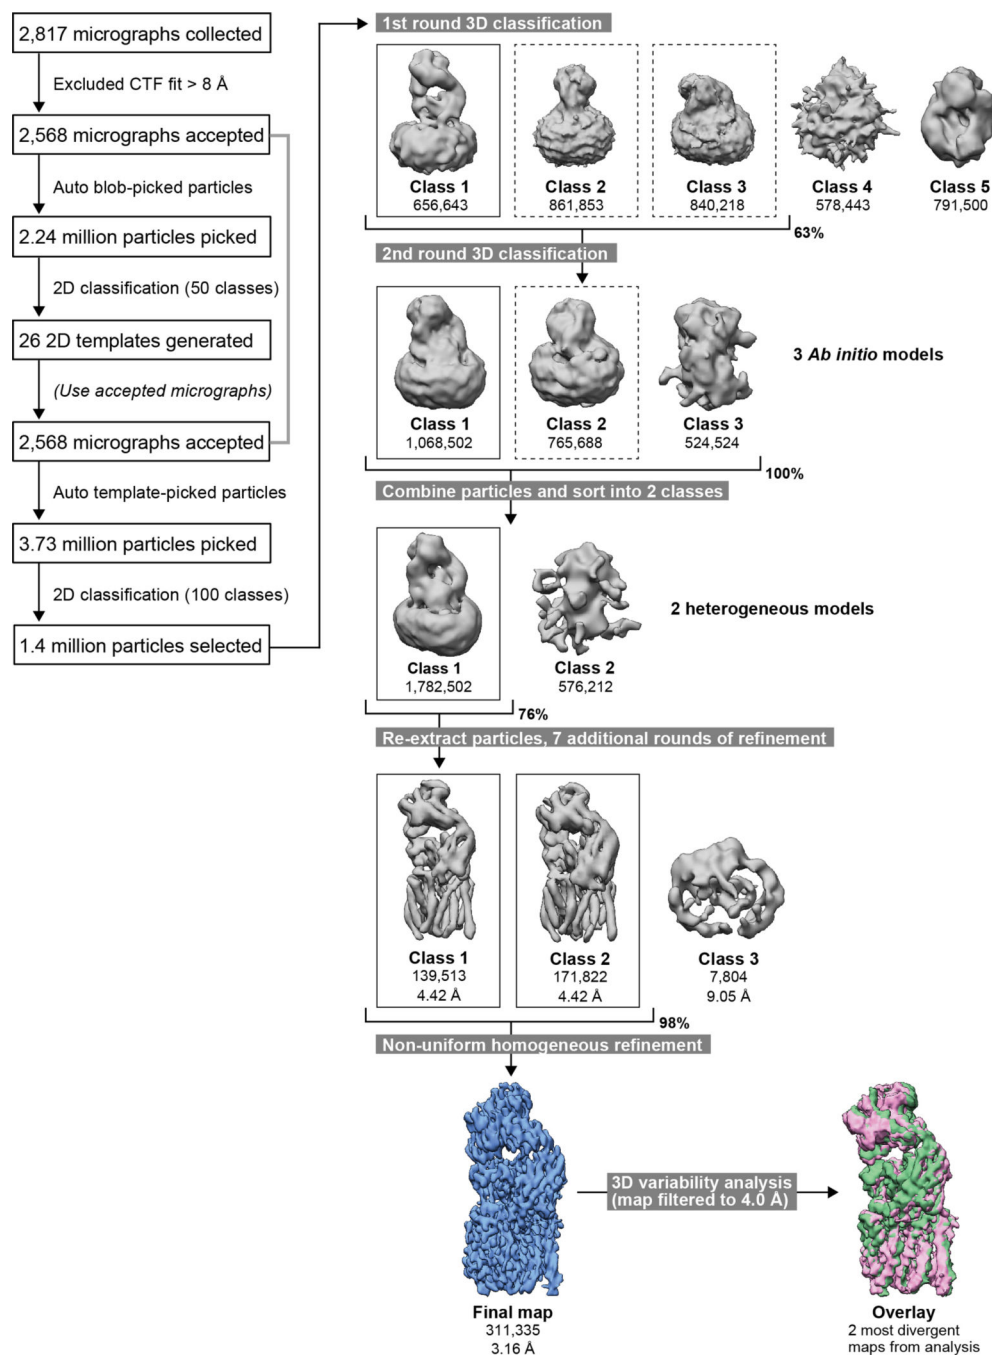 2,817 micrographs collected
Excluded CTF fit > 8 Å
2,568 micrographs accepted
Auto blob-picked particles
2.24 million particles picked
2D classification (50 classes)
26 2D templates generated
(Use accepted micrographs)
2,568 micrographs accepted
Auto template-picked particles
3.73 million particles picked
2D classification (100 classes)
1.4 million particles selected
1st round 3D classification
Class 1
656,643
Class 2
861,853
Class 3
840,218
Class 4
578,443
Class 5
791,500
63%
2nd round 3D classification
Class 1
1,068,502
Class 2
765,688
Class 3
524,524
3 Ab initio models
100%
Combine particles and sort into 2 classes
Class 1
1,782,502
Class 2
576,212
2 heterogeneous models
76%
Re-extract particles, 7 additional rounds of refinement
Class 1
139,513
4.42 Å
Class 2
171,822
4.42 Å
Class 3
7,804
9.05 Å
98%
Non-uniform homogeneous refinement
Final map
311,335
3.16 Å
3D variability analysis
(map filtered to 4.0 Å)
Overlay
2 most divergent
maps from analysis